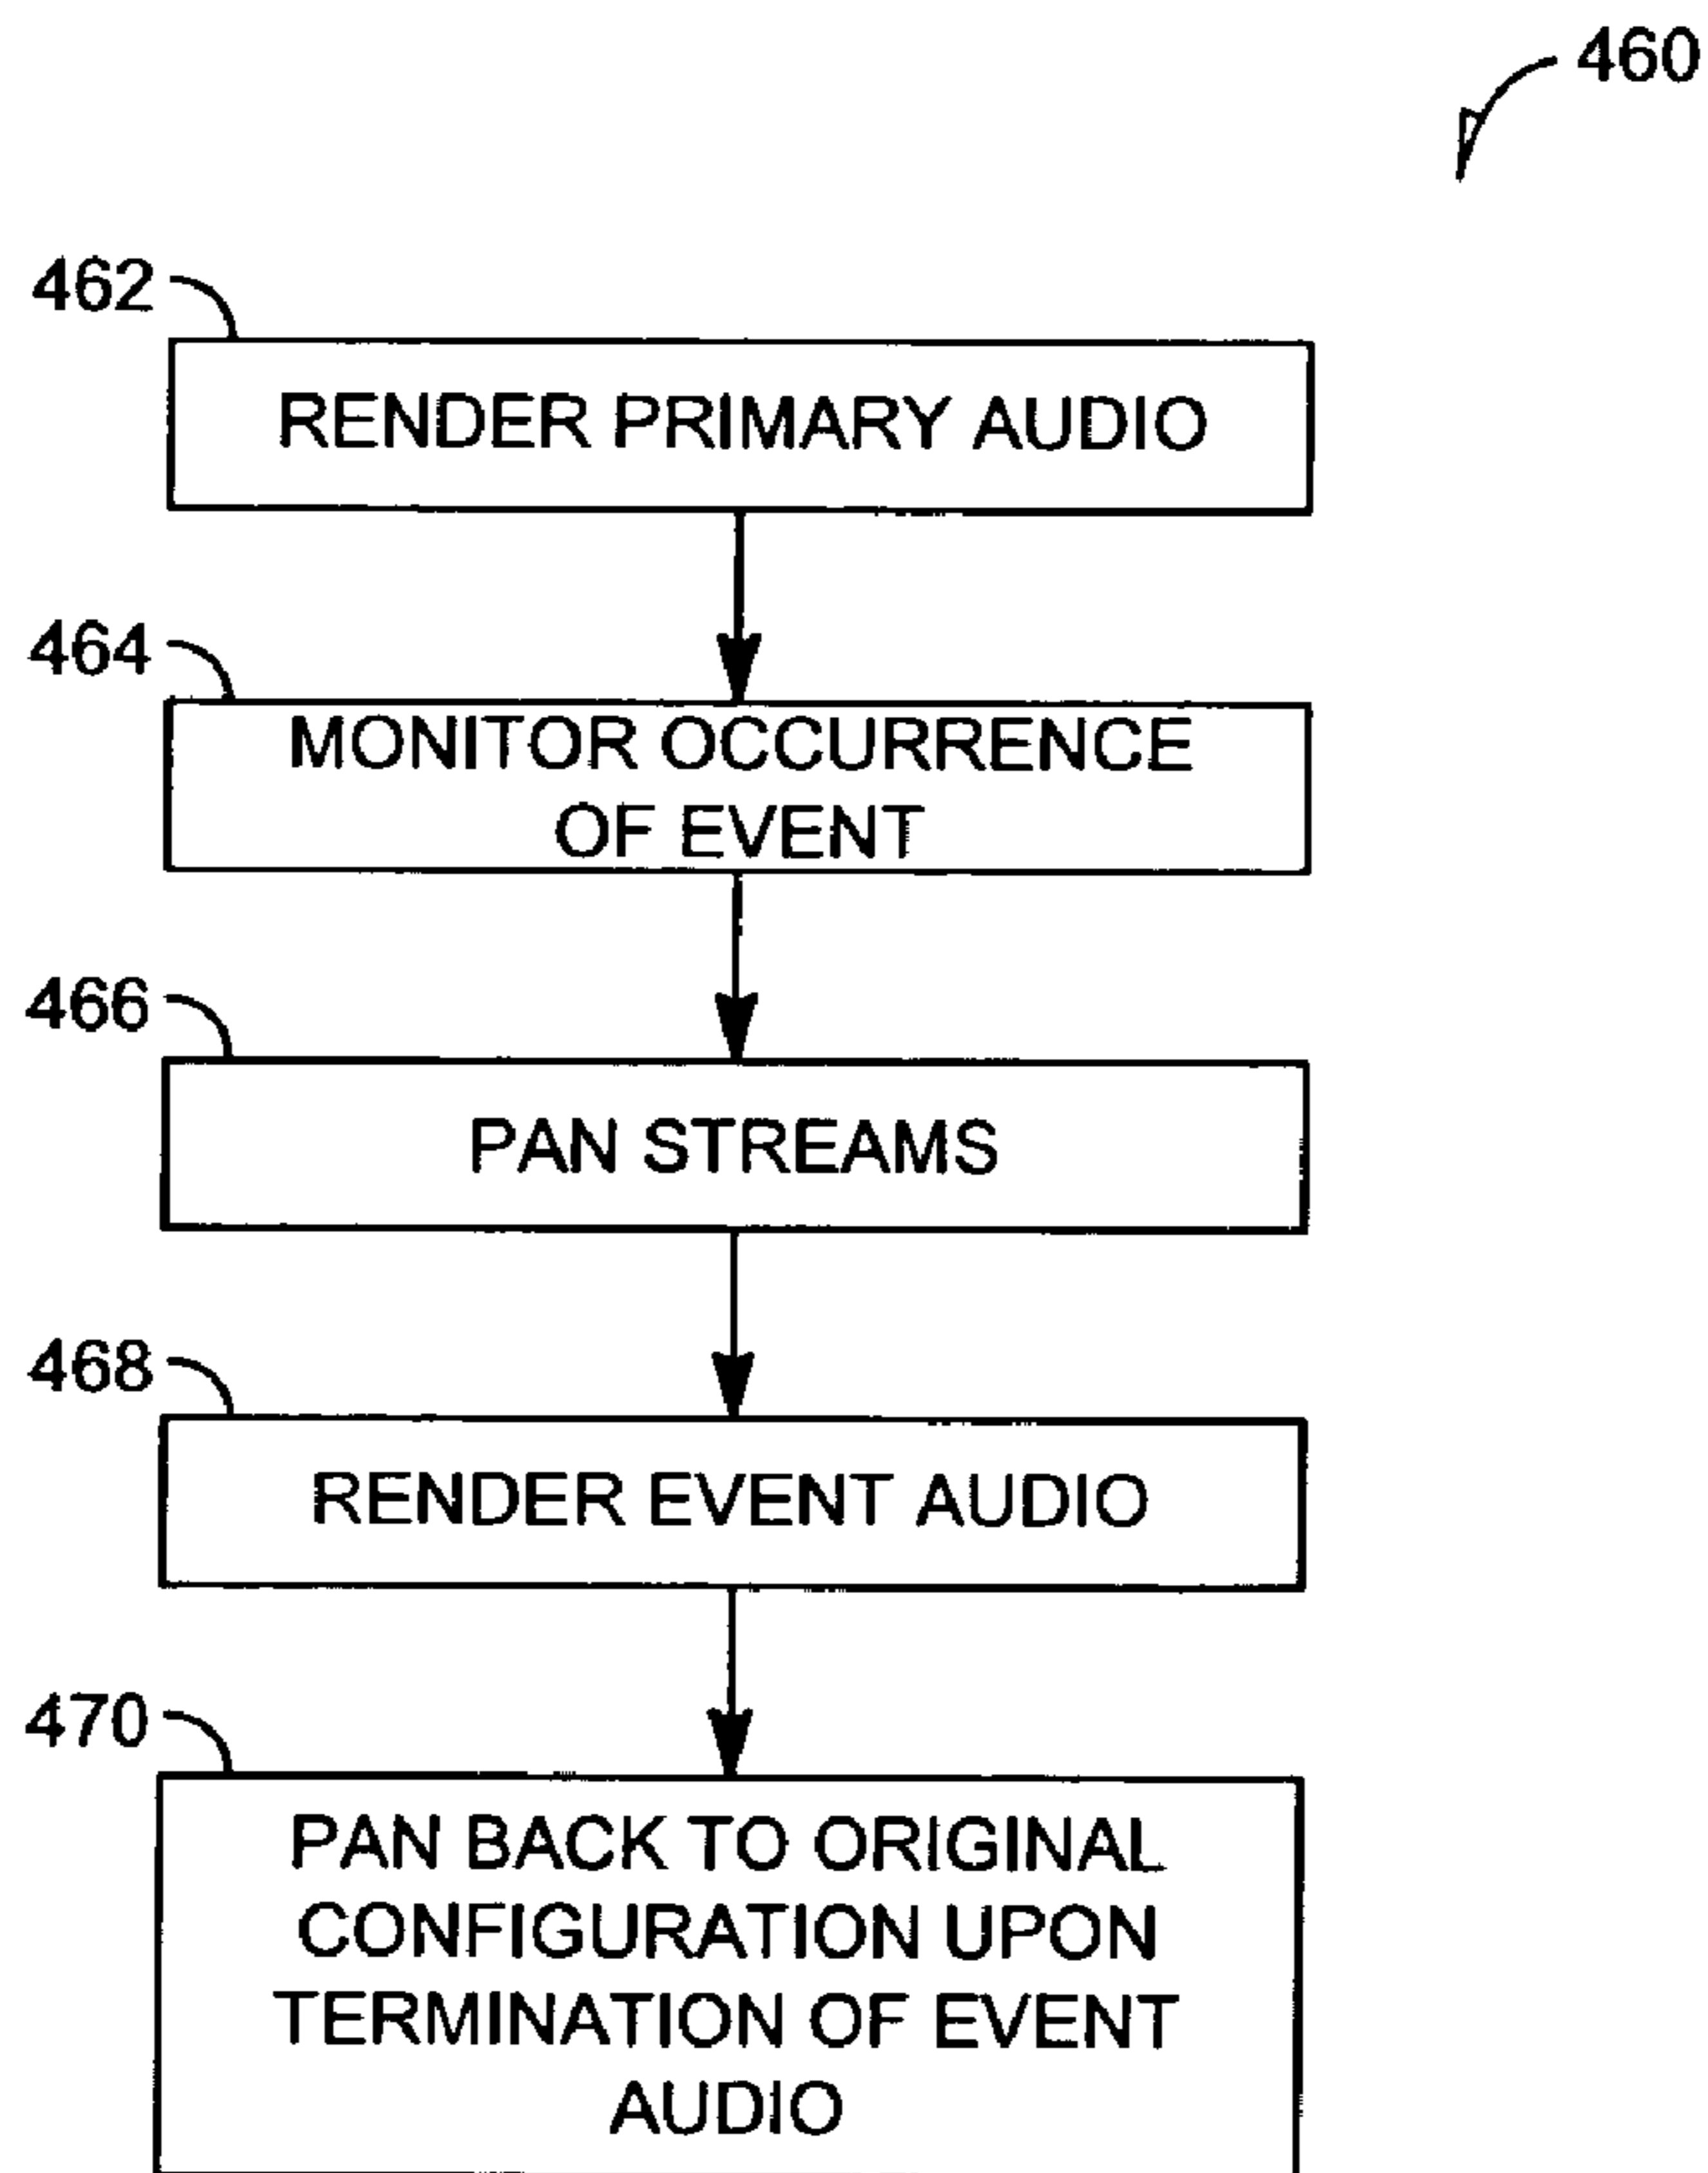 460
462
RENDER PRIMARY AUDIO
464
MONITOR OCCURRENCE
OF EVENT
466
PAN STREAMS
468
RENDER EVENT AUDIO
470
PAN BACK TO ORIGINAL
CONFIGURATION UPON
TERMINATION OF EVENT
AUDIO